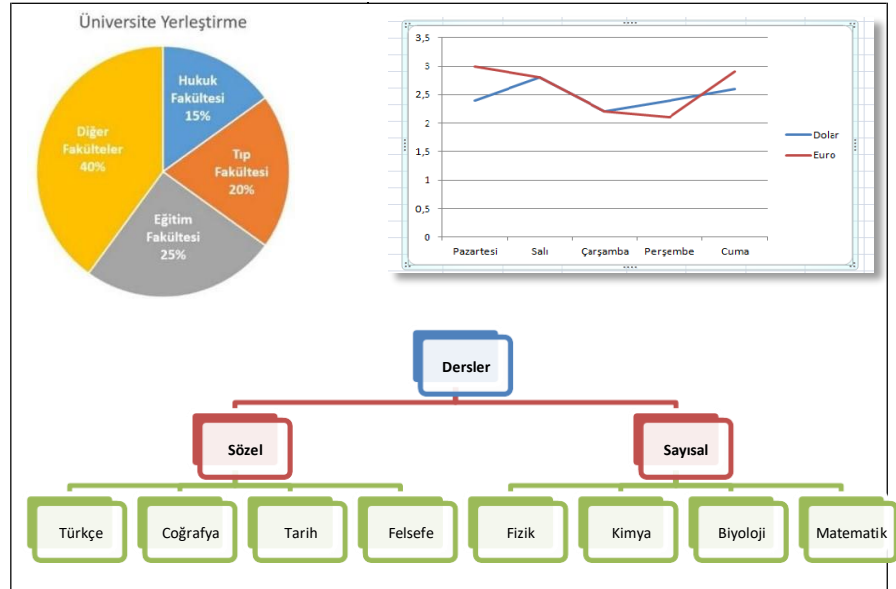 Üniversite Yerleştirme
Hukuk
Fakültesi
15%
Tıp
Fakültesi
20%
Eğitim
Fakültesi
25%
Diğer
Fakülteler
40%
3,5
3
2,5
2
1,5
1
0,5
0
Pazartesi Salı Çarşamba Perşembe Cuma
Dolar
Euro
Dersler
Sözel Sayısal
Türkçe Coğrafya Tarih Felsefe Fizik Kimya Biyoloji Matematik